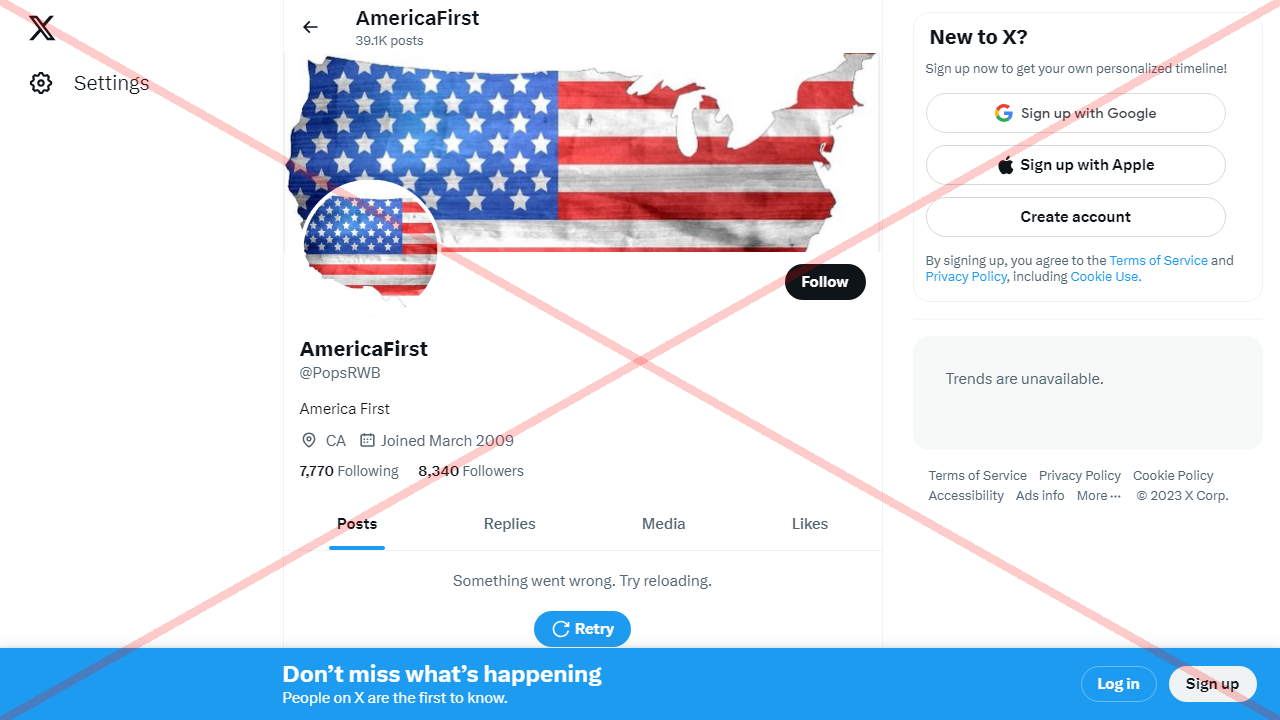 Settings
AmericaFirst
39.1K posts
Follow
AmericaFirst
@PopsRWB
America First
CA Joined March 2009
7,770 Following 8,340 Followers
Posts Replies Media Likes
Something went wrong. Try reloading.
Retry
New to X?
Sign up now to get your own personalized timeline!
Sign up with Google
Sign up with Apple
Create account
By signing up, you agree to the Terms of Service and
Privacy Policy, including Cookie Use.
Trends are unavailable.
Terms of Service Privacy Policy Cookie Policy
Accessibility Ads info More ··· © 2023 X Corp.
Don’t miss what’s happening
People on X are the first to know.
Log in Sign up